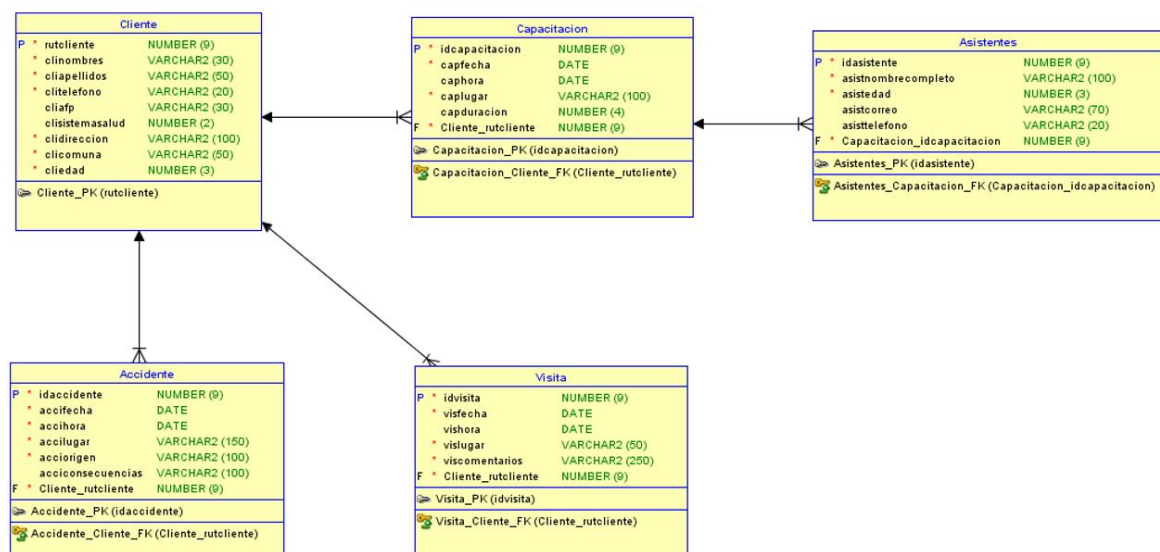 Cliente
P * rutcliente NUMBER (9)
* clinombres VARCHAR2 (30)
* cliapellidos VARCHAR2 (50)
* clitelefono VARCHAR2 (20)
cliafp VARCHAR2 (30)
clisistemasalud NUMBER (2)
* clidireccion VARCHAR2 (100)
* clicomuna VARCHAR2 (50)
* cliedad NUMBER (3)
Cliente_PK (rutcliente)
Capacitacion
P * idcapacitacion NUMBER (9)
* capfecha DATE
caphora DATE
* caplugar VARCHAR2 (100)
capduracion NUMBER (4)
F * Cliente_rutcliente NUMBER (9)
Capacitacion_PK (idcapacitacion)
Capacitacion_Cliente_FK (Cliente_rutcliente)
Asistentes
P * idasistente NUMBER (9)
* asistnombrecompleto VARCHAR2 (100)
* asistedad NUMBER (3)
asistcorreo VARCHAR2 (70)
asisttelefono VARCHAR2 (20)
F * Capacitacion_idcapacitacion NUMBER (9)
Asistentes_PK (idasistente)
Asistentes_Capacitacion_FK (Capacitacion_idcapacitacion)
Accidente
P * idaccidente NUMBER (9)
* accifecha DATE
* accihora DATE
* accilugar VARCHAR2 (150)
* acciorigen VARCHAR2 (100)
acciconsecuencias VARCHAR2 (100)
F * Cliente_rutcliente NUMBER (9)
Accidente_PK (idaccidente)
Accidente_Cliente_FK (Cliente_rutcliente)
Visita
P * idvisita NUMBER (9)
* visfecha DATE
vishora DATE
* vislugar VARCHAR2 (50)
* viscomentarios VARCHAR2 (250)
F * Cliente_rutcliente NUMBER (9)
Visita_PK (idvisita)
Visita_Cliente_FK (Cliente_rutcliente)